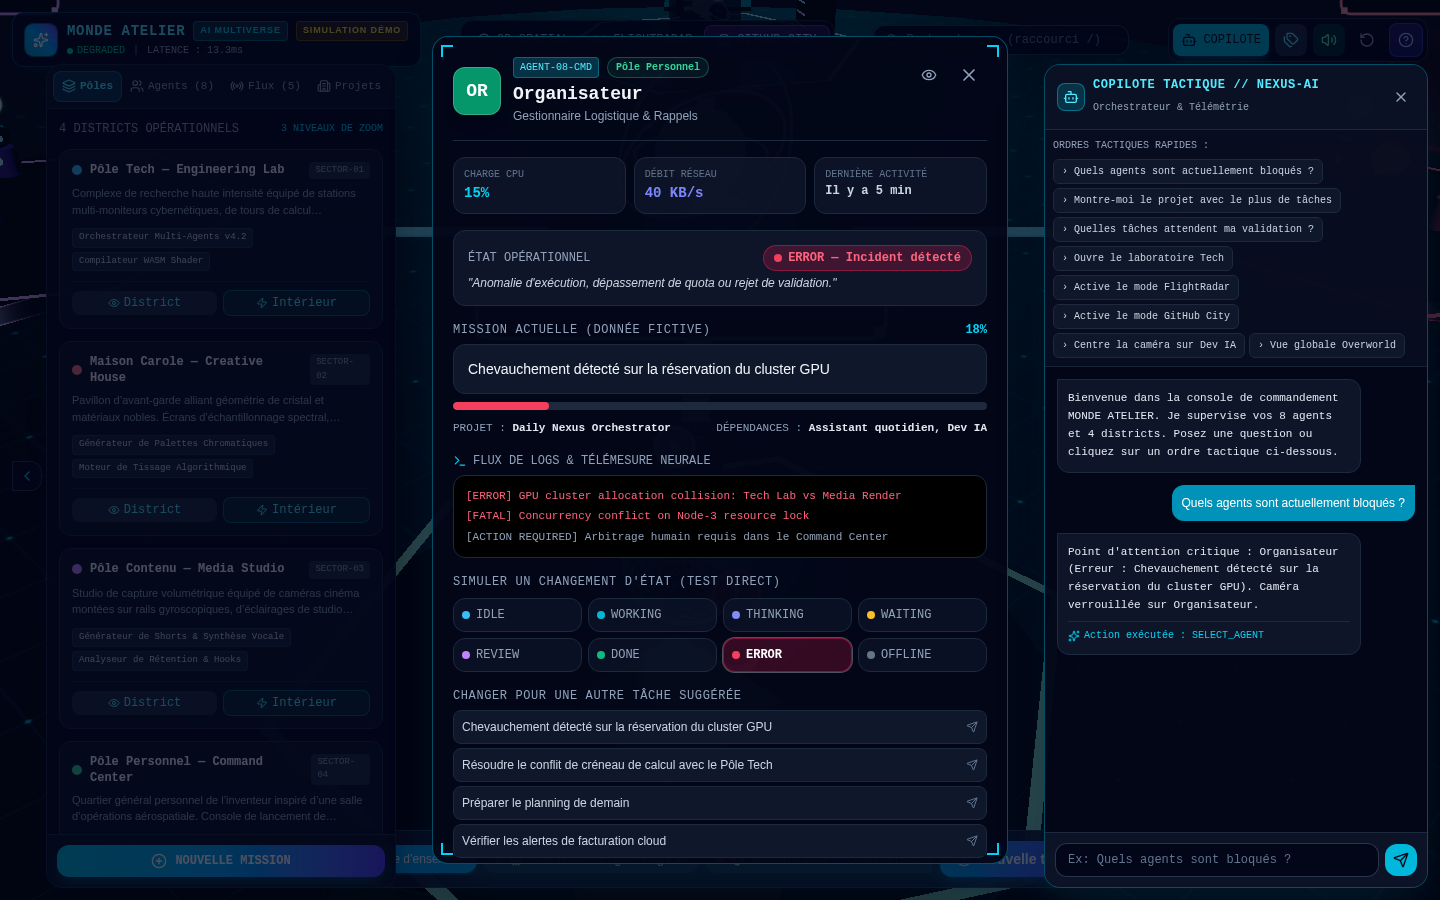 MONDE ATELIER
AI MULTIVERSE
SIMULATION DÉMO
DEGRADED | LATENCE : 13.3ms
(raccourci /)
COPILOTE
Pôles
Agents (8)
Flux (5)
Projets
4 DISTRICTS OPÉRATIONNELS
3 NIVEAUX DE ZOOM
Pôle Tech — Engineering Lab
SECTOR-01
Complexe de recherche haute intensité équipé de stations
multi-moniteurs cybernétiques, de tours de calcul…
Orchestrateur Multi-Agents v4.2
Compilateur WASM Shader
District
Intérieur
Maison Carole — Creative
House
SECTOR-
02
Pavillon d'avant-garde alliant géométrie de cristal et
matériaux nobles. Écrans d'échantillonnage spectral,…
Générateur de Palettes Chromatiques
Moteur de Tissage Algorithmique
District
Intérieur
Pôle Contenu — Media Studio
SECTOR-03
Studio de capture volumétrique équipé de caméras cinéma
montées sur rails gyroscopiques, d'éclairages de studio…
Générateur de Shorts & Synthèse Vocale
Analyseur de Rétention & Hooks
District
Intérieur
Pôle Personnel — Command
Center
SECTOR-
04
Quartier général personnel de l'inventeur inspiré d'une salle
d'opérations aérospatiale. Console de lancement de…
NOUVELLE MISSION
OR
AGENT-08-CMD
Pôle Personnel
Organisateur
Gestionnaire Logistique & Rappels
CHARGE CPU
15%
DÉBIT RÉSEAU
40 KB/s
DERNIÈRE ACTIVITÉ
Il y a 5 min
ÉTAT OPÉRATIONNEL
ERROR — Incident détecté
"Anomalie d'exécution, dépassement de quota ou rejet de validation."
MISSION ACTUELLE (DONNÉE FICTIVE)
18%
Chevauchement détecté sur la réservation du cluster GPU
PROJET : Daily Nexus Orchestrator
DÉPENDANCES : Assistant quotidien, Dev IA
FLUX DE LOGS & TÉLÉMESURE NEURALE
[ERROR] GPU cluster allocation collision: Tech Lab vs Media Render
[FATAL] Concurrency conflict on Node-3 resource lock
[ACTION REQUIRED] Arbitrage humain requis dans le Command Center
SIMULER UN CHANGEMENT D'ÉTAT (TEST DIRECT)
IDLE
WORKING
THINKING
WAITING
REVIEW
DONE
ERROR
OFFLINE
CHANGER POUR UNE AUTRE TÂCHE SUGGÉRÉE
Chevauchement détecté sur la réservation du cluster GPU
Résoudre le conflit de créneau de calcul avec le Pôle Tech
Préparer le planning de demain
Vérifier les alertes de facturation cloud
COPILOTE TACTIQUE // NEXUS-AI
Orchestrateur & Télémétrie
ORDRES TACTIQUES RAPIDES :
› Quels agents sont actuellement bloqués ?
› Montre-moi le projet avec le plus de tâches
› Quelles tâches attendent ma validation ?
› Ouvre le laboratoire Tech
› Active le mode FlightRadar
› Active le mode GitHub City
› Centre la caméra sur Dev IA
› Vue globale Overworld
Bienvenue dans la console de commandement
MONDE ATELIER. Je supervise vos 8 agents
et 4 districts. Posez une question ou
cliquez sur un ordre tactique ci-dessous.
Quels agents sont actuellement bloqués ?
Point d'attention critique : Organisateur
(Erreur : Chevauchement détecté sur la
réservation du cluster GPU). Caméra
verrouillée sur Organisateur.
Action exécutée : SELECT_AGENT
Ex: Quels agents sont bloqués ?